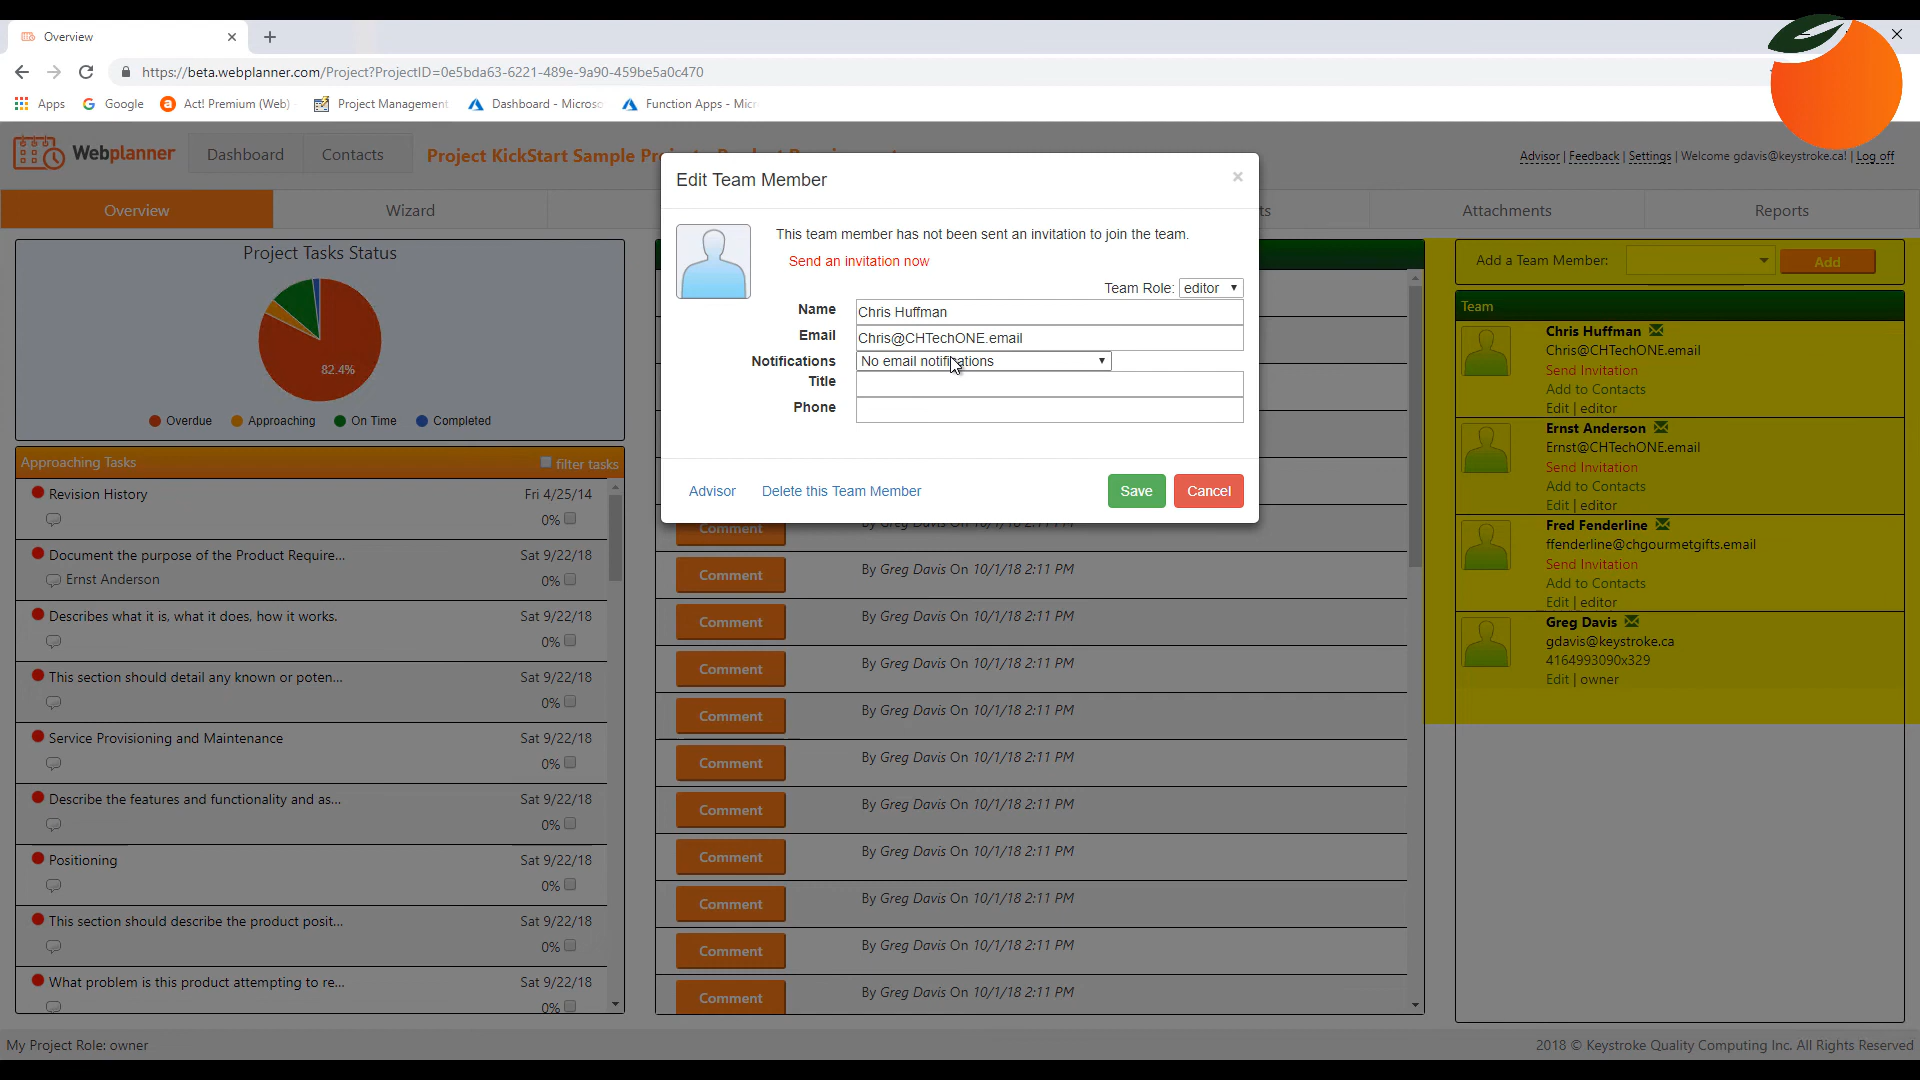 Overview
https://beta.webplanner.com/Project?ProjectID=0e5bda63-6221-489e-9a90-459be5a0c470
Apps Google Act! Premium (Web) Project Management Dashboard - Microso Function Apps - Micr
Webplanner Dashboard Contacts Project KickStart Sample
Advisor | Feedback | Settings | Welcome gdavis@keystroke.ca! | Log off
Overview Wizard Attachments Reports
Edit Team Member
×
This team member has not been sent an invitation to join the team.
Send an invitation now
Team Role: editor
Name Chris Huffman
Email Chris@CHTechONE.email
Notifications No email notifications
Title
Phone
Advisor Delete this Team Member Save Cancel
Project Tasks Status
82.4%
Overdue Approaching On Time Completed
Approaching Tasks filter tasks
Revision History Fri 4/25/14
0%
Document the purpose of the Product Require... Sat 9/22/18
Ernst Anderson 0%
Describes what it is, what it does, how it works. Sat 9/22/18
0%
This section should detail any known or poten... Sat 9/22/18
0%
Service Provisioning and Maintenance Sat 9/22/18
0%
Describe the features and functionality and as... Sat 9/22/18
0%
Positioning Sat 9/22/18
0%
This section should describe the product posit... Sat 9/22/18
0%
What problem is this product attempting to re... Sat 9/22/18
0%
Comment By Greg Davis On 10/1/18 2:11 PM
Comment By Greg Davis On 10/1/18 2:11 PM
Comment By Greg Davis On 10/1/18 2:11 PM
Comment By Greg Davis On 10/1/18 2:11 PM
Comment By Greg Davis On 10/1/18 2:11 PM
Comment By Greg Davis On 10/1/18 2:11 PM
Comment By Greg Davis On 10/1/18 2:11 PM
Comment By Greg Davis On 10/1/18 2:11 PM
Comment By Greg Davis On 10/1/18 2:11 PM
Comment By Greg Davis On 10/1/18 2:11 PM
Comment By Greg Davis On 10/1/18 2:11 PM
Add a Team Member: Add
Team
Chris Huffman
Chris@CHTechONE.email
Send Invitation
Add to Contacts
Edit | editor
Ernst Anderson
Ernst@CHTechONE.email
Send Invitation
Add to Contacts
Edit | editor
Fred Fenderline
ffenderline@chgourmetgifts.email
Send Invitation
Add to Contacts
Edit | editor
Greg Davis
gdavis@keystroke.ca
4164993090x329
Edit | owner
My Project Role: owner
2018 © Keystroke Quality Computing Inc. All Rights Reserved